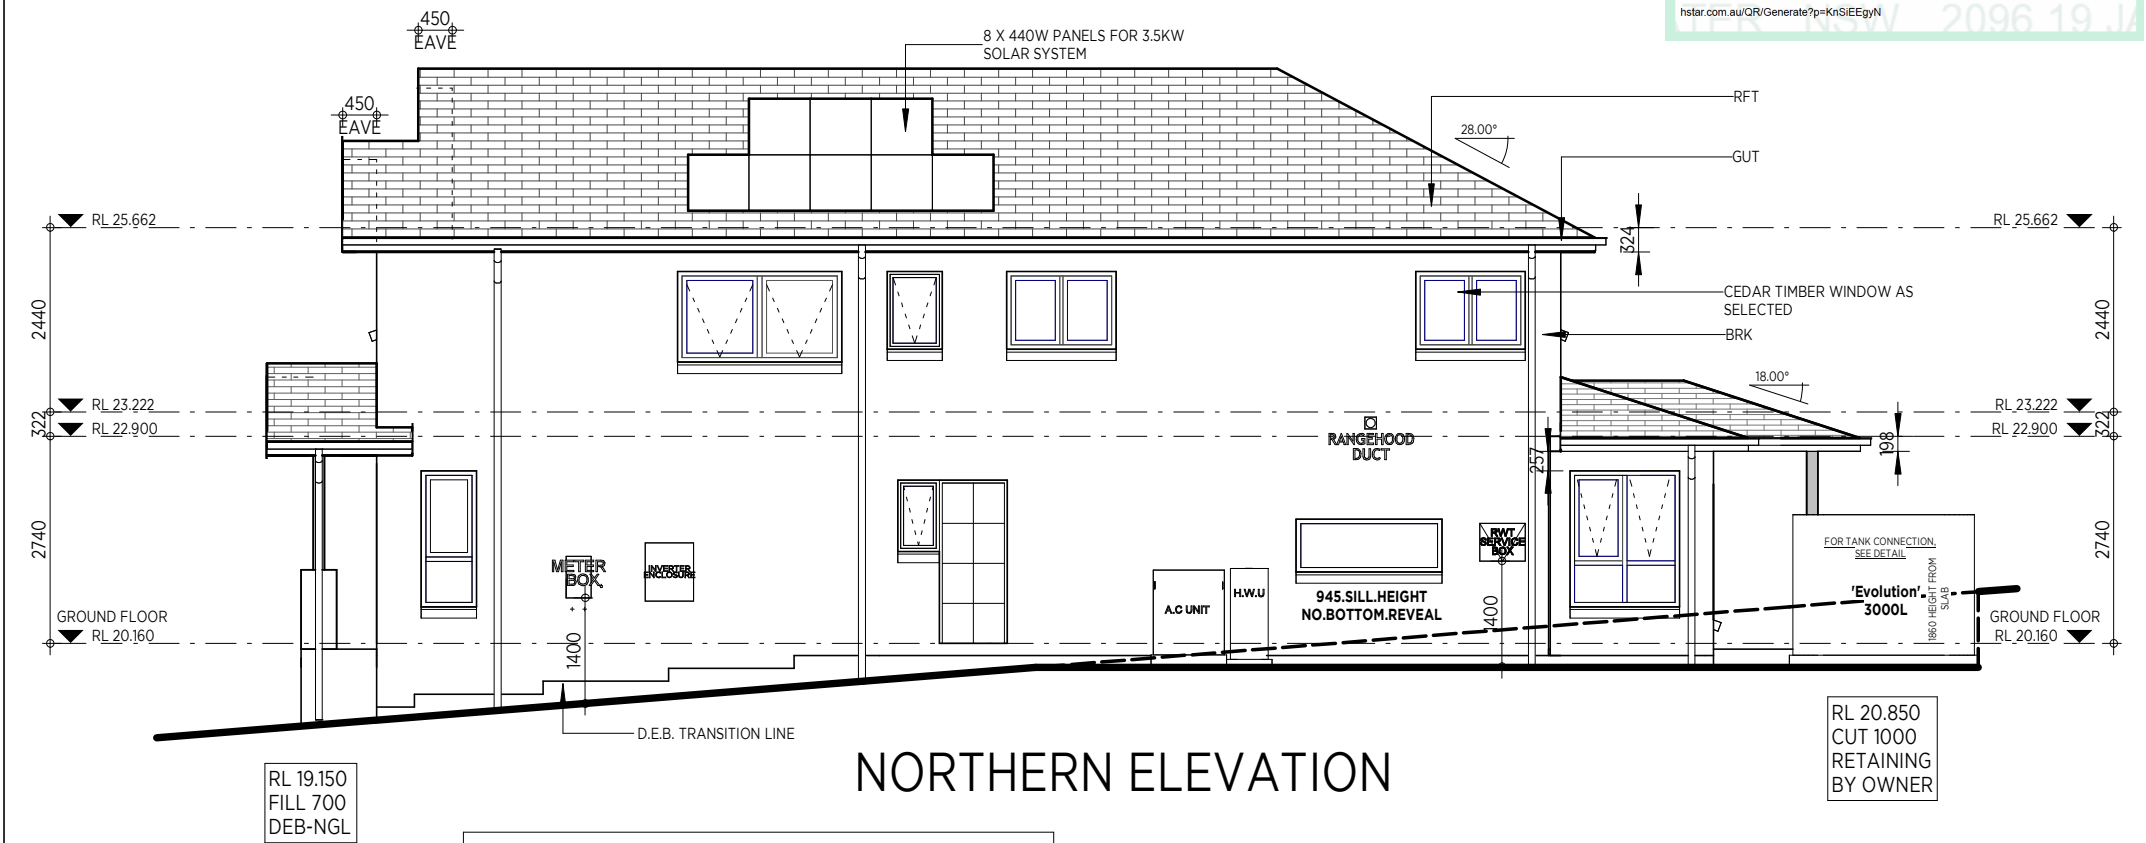 hstar.com.au/QR/Generate?p=KnSiEEgyN
NSW 2096 19 JA
450
EAVE
8 X 440W PANELS FOR 3.5KW
SOLAR SYSTEM
450
EAVE
RFT
28.00°
GUT
RL 25.662
RL 25.662
324
2440
CEDAR TIMBER WINDOW AS
SELECTED
2440
BRK
18.00°
RL 23.222
RL 23.222
322
RL 22.900
RL 22.900
322
RANGEHOOD
DUCT
198
257
2740
METER
BOX
INVERTER
ENCLOSURE
RWT
SERVICE
BOX
FOR TANK CONNECTION,
SEE DETAIL
2740
A.C UNIT
H.W.U
945.SILL.HEIGHT
NO.BOTTOM.REVEAL
1400
'Evolution'
3000L
1860 HEIGHT FROM
SLAB
GROUND FLOOR
RL 20.160
GROUND FLOOR
RL 20.160
1400
D.E.B. TRANSITION LINE
NORTHERN ELEVATION
RL 19.150
FILL 700
DEB-NGL
RL 20.850
CUT 1000
RETAINING
BY OWNER